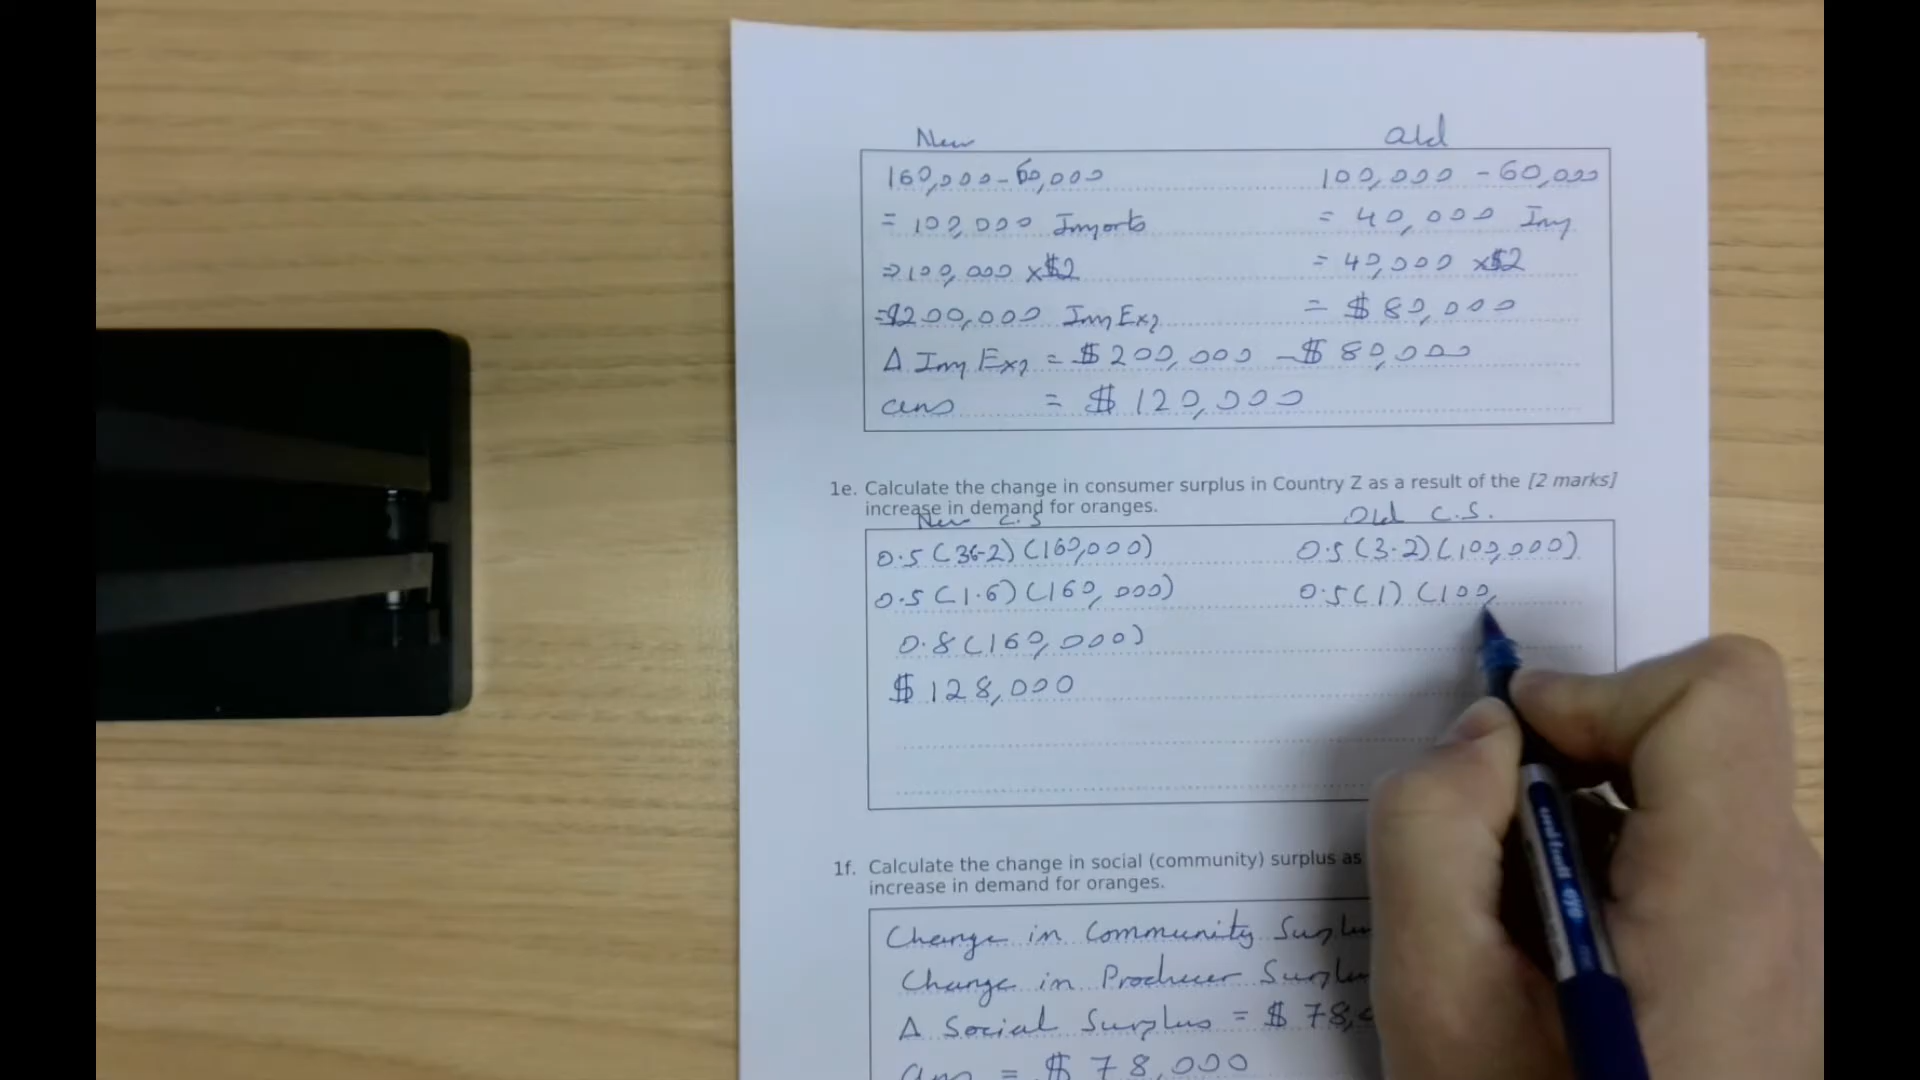 New
old
160,000-60,000
100,000 - 60,000
= 100,000 Imports
= 40,000 Imp
=> 100,000 x $2
= 40,000 x $2
= $200,000 Imp Exp
= $ 80,000
Δ Imp Exp = $ 200,000 - $ 80,000
ans = $ 120,000
1e. Calculate the change in consumer surplus in Country Z as a result of the [2 marks]
increase in demand for oranges.
New C.S
Old C.S.
0.5 (3.6-2) (160,000)
0.5 (3-2) (100,000)
0.5 (1.6) (160,000)
0.5 (1) (100,
0.8 (160,000)
$ 128,000
1f. Calculate the change in social (community) surplus as
increase in demand for oranges.
Change in Community
Change in Producer
Δ Social Surplus = $ 78,
ans = $ 78,000